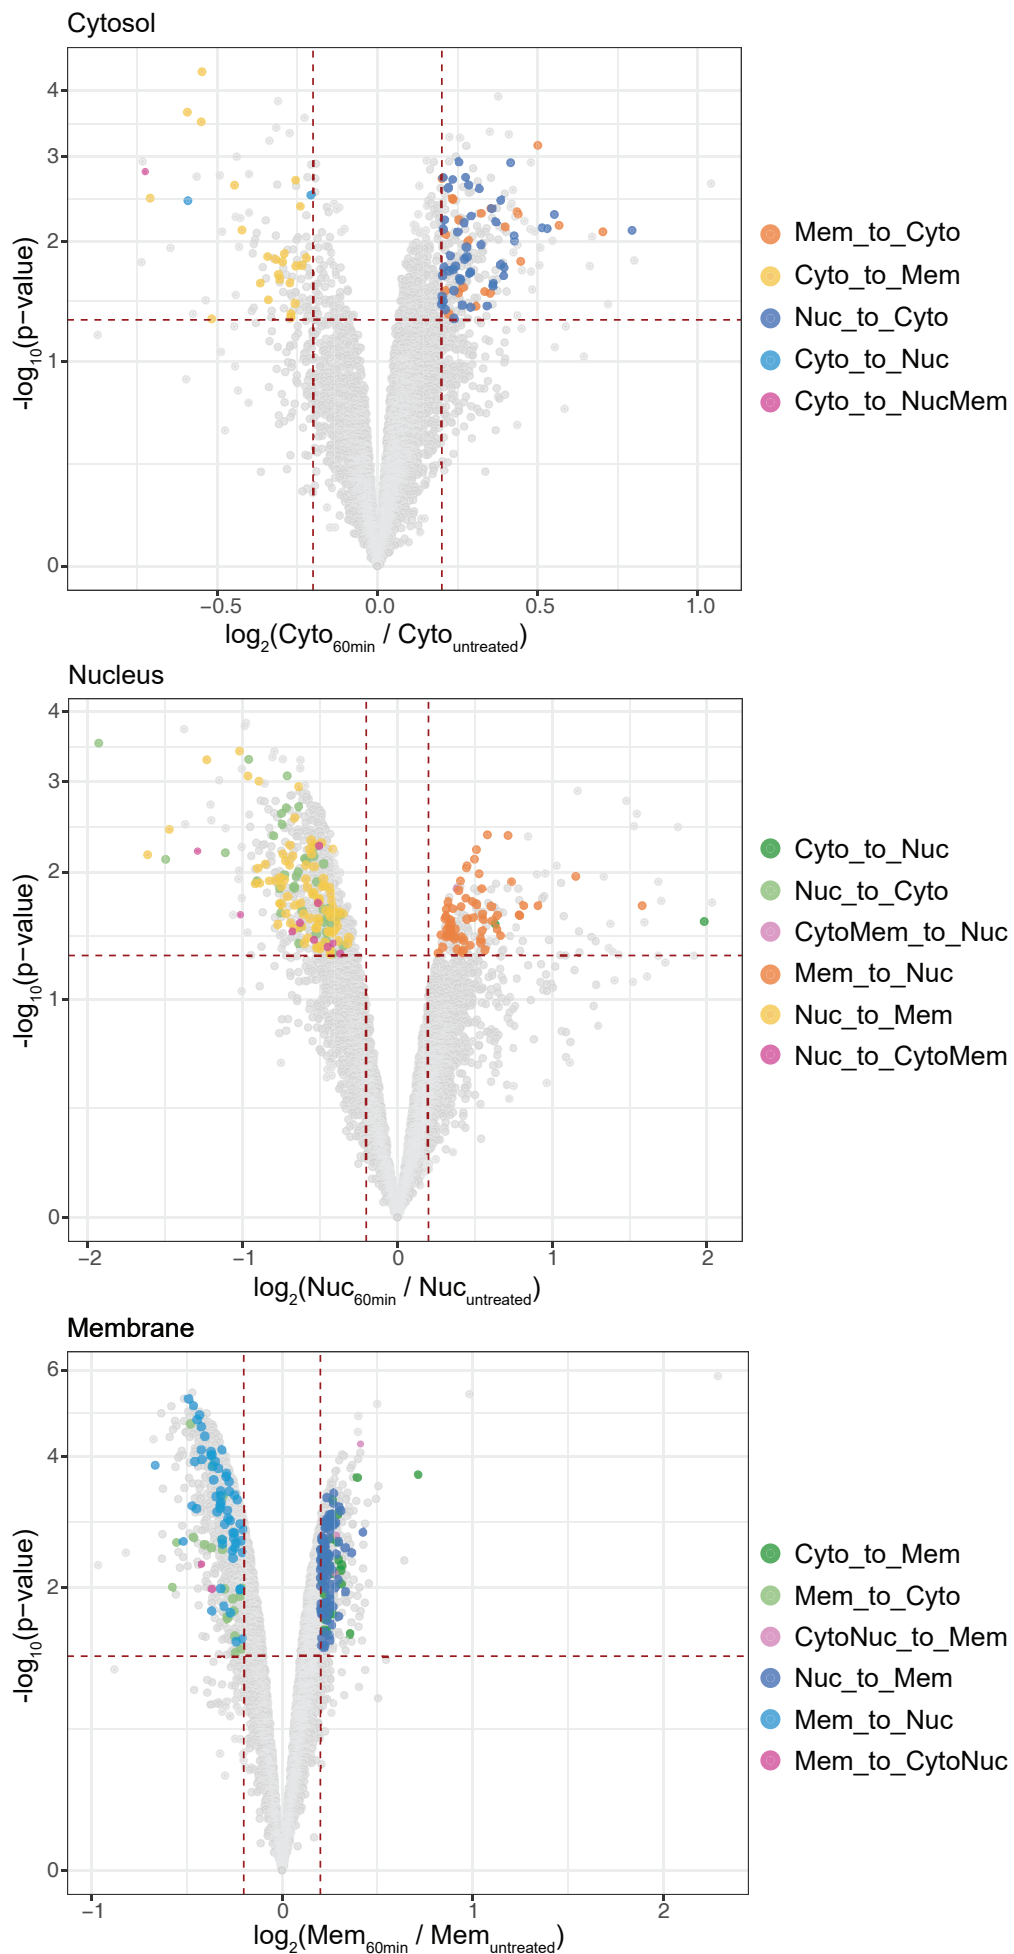 Cytosol
4
3
2
1
0
-log10(p−value)
−0.5
0.0
0.5
1.0
log2(Cyto60min / Cytountreated)
Mem_to_Cyto
Cyto_to_Mem
Nuc_to_Cyto
Cyto_to_Nuc
Cyto_to_NucMem
Nucleus
4
3
2
1
0
-log10(p−value)
−2
−1
0
1
2
log2(Nuc60min / Nucuntreated)
Cyto_to_Nuc
Nuc_to_Cyto
CytoMem_to_Nuc
Mem_to_Nuc
Nuc_to_Mem
Nuc_to_CytoMem
Membrane
6
4
2
0
-log10(p−value)
−1
0
1
2
log2(Mem60min / Memuntreated)
Cyto_to_Mem
Mem_to_Cyto
CytoNuc_to_Mem
Nuc_to_Mem
Mem_to_Nuc
Mem_to_CytoNuc